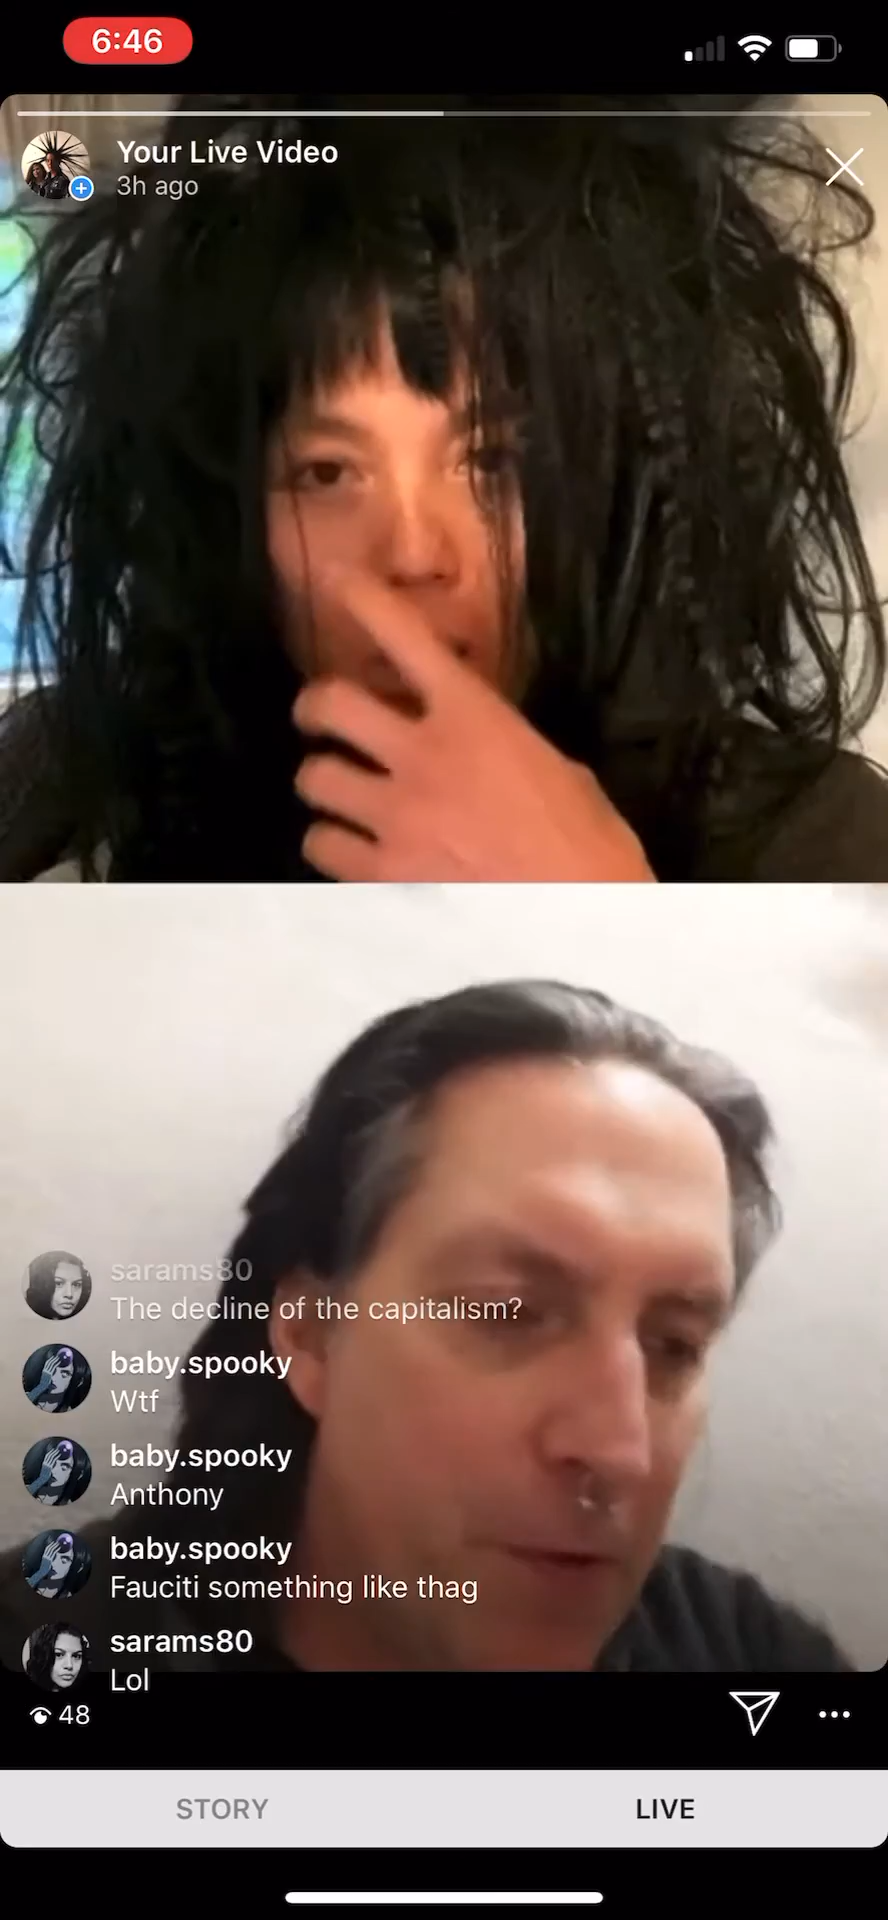 6:46
Your Live Video
3h ago
sarams80
The decline of the capitalism?
baby.spooky
Wtf
baby.spooky
Anthony
baby.spooky
Fauciti something like thag
sarams80
Lol
48
STORY
LIVE